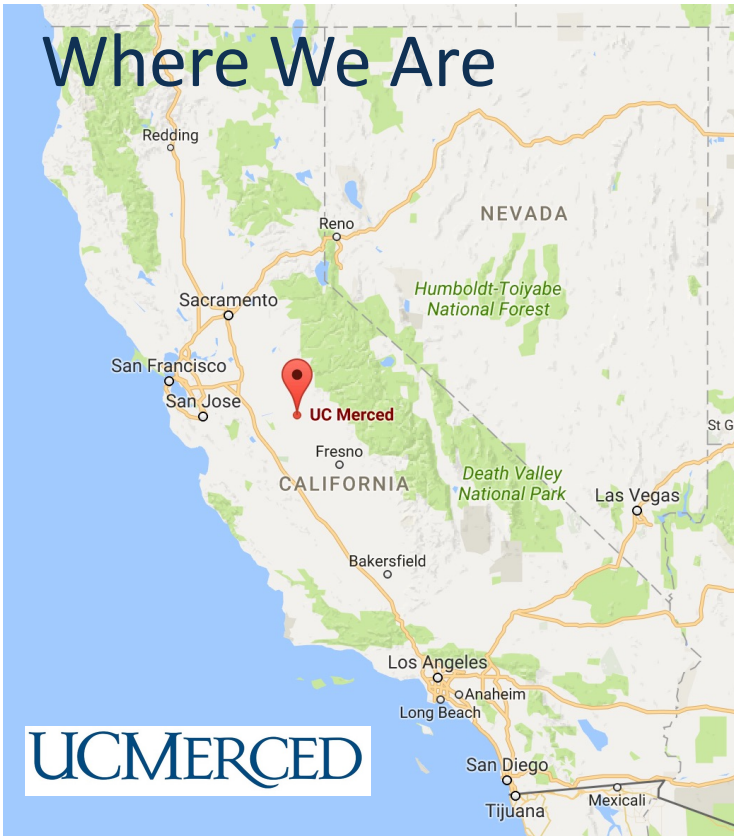 Where We Are
Redding
Reno
NEVADA
Humboldt-Toiyabe
National Forest
Sacramento
San Francisco
San Jose
UC Merced
St G
Fresno
CALIFORNIA
Death Valley
National Park
Las Vegas
Bakersfield
Los Angeles
Anaheim
Long Beach
UCMERCED
San Diego
Tijuana
Mexicali